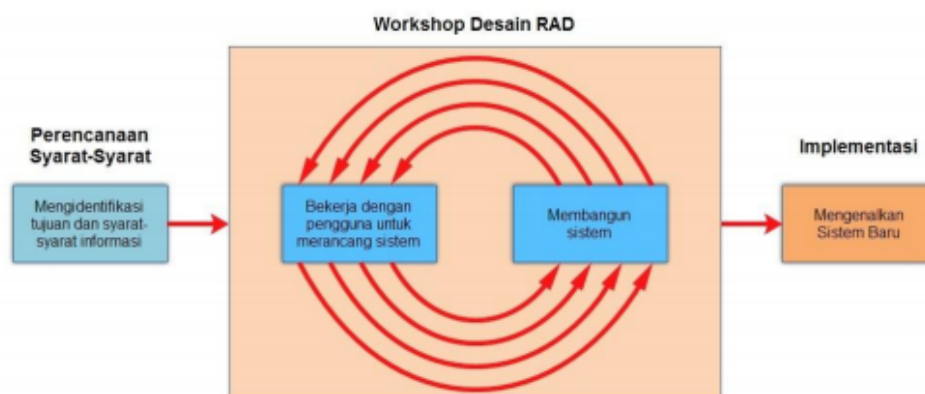 Workshop Desain RAD
Perencanaan
Syarat-Syarat
Mengidentifikasi
tujuan dan syarat-
syarat informasi
Bekerja dengan
pengguna untuk
merancang sistem
Membangun
sistem
Implementasi
Mengenalkan
Sistem Baru